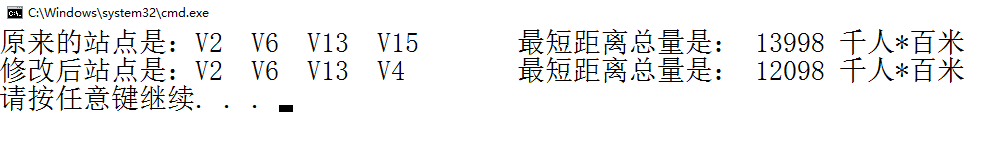 C:\Windows\system32\cmd.exe
原来的站点是：V2  V6  V13  V15       最短距离总量是： 13998 千人*百米
修改后站点是：V2  V6  V13  V4        最短距离总量是： 12098 千人*百米
请按任意键继续. . .